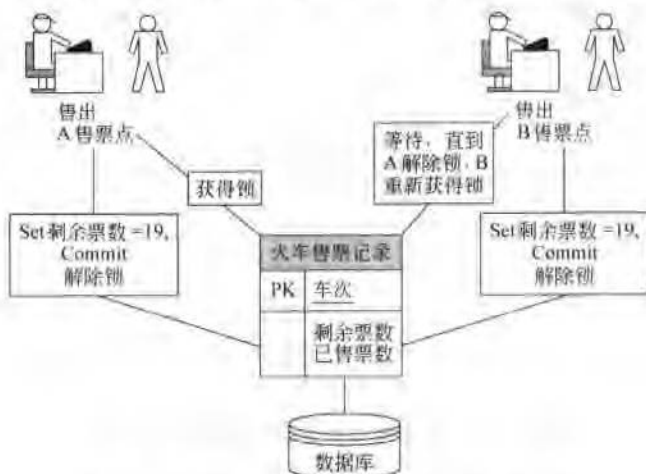 售出
A售票点
售出
B售票点
等待，直到
A解除锁，B
重新获得锁
获得锁
Set剩余票数=19，
Commit
解除锁
火车售票记录
PK 车次
剩余票数
已售票数
Set剩余票数=19，
Commit
解除锁
数据库